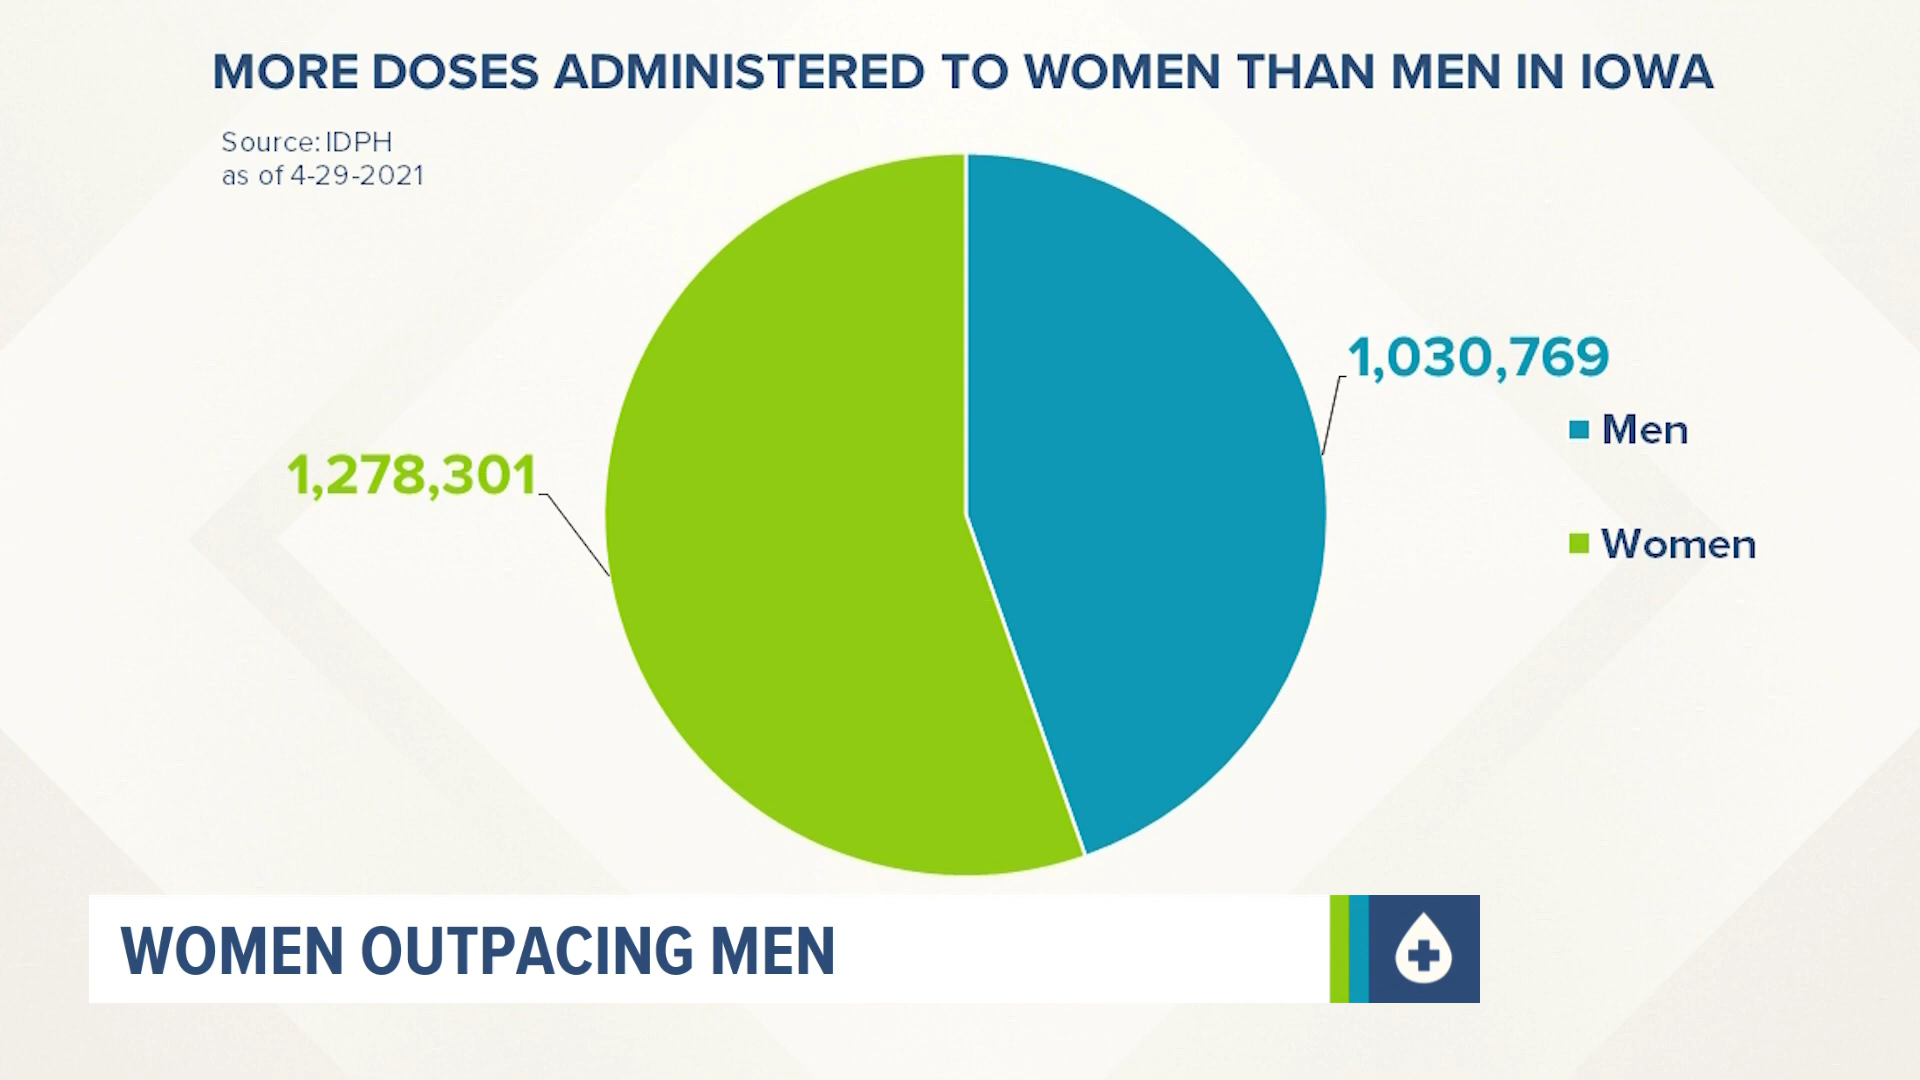 MORE DOSES ADMINISTERED TO WOMEN THAN MEN IN IOWA
Source: IDPH
as of 4-29-2021
1,030,769
Men
1,278,301
Women
WOMEN OUTPACING MEN